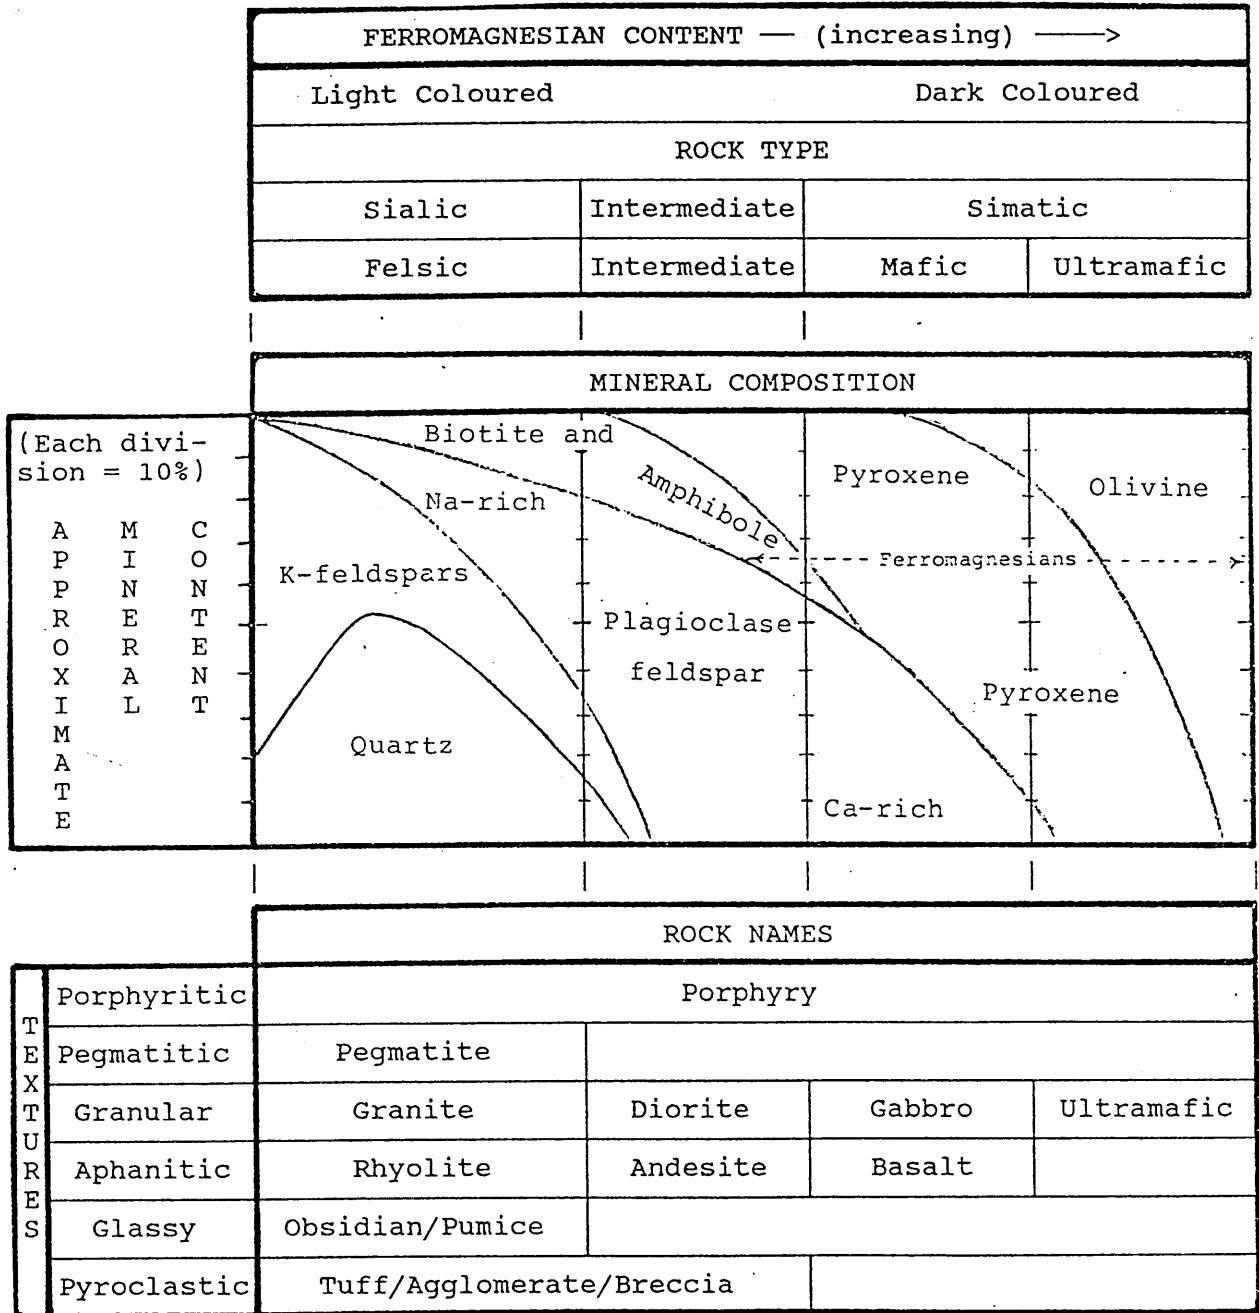 FERROMAGNESIAN CONTENT — (increasing) ——>
Light Coloured Dark Coloured
ROCK TYPE
Sialic Intermediate Simatic
Felsic Intermediate Mafic Ultramafic
MINERAL COMPOSITION
(Each divi-
sion = 10%)
APPROXIMATE
MINERAL
CONTENT
Biotite and
Amphibole
Pyroxene
Olivine
Na-rich
Ferromagnesians
K-feldspars
Plagioclase
feldspar
Pyroxene
Quartz
Ca-rich
ROCK NAMES
TEXTURES
Porphyritic Porphyry
Pegmatitic Pegmatite
Granular Granite Diorite Gabbro Ultramafic
Aphanitic Rhyolite Andesite Basalt
Glassy Obsidian/Pumice
Pyroclastic Tuff/Agglomerate/Breccia